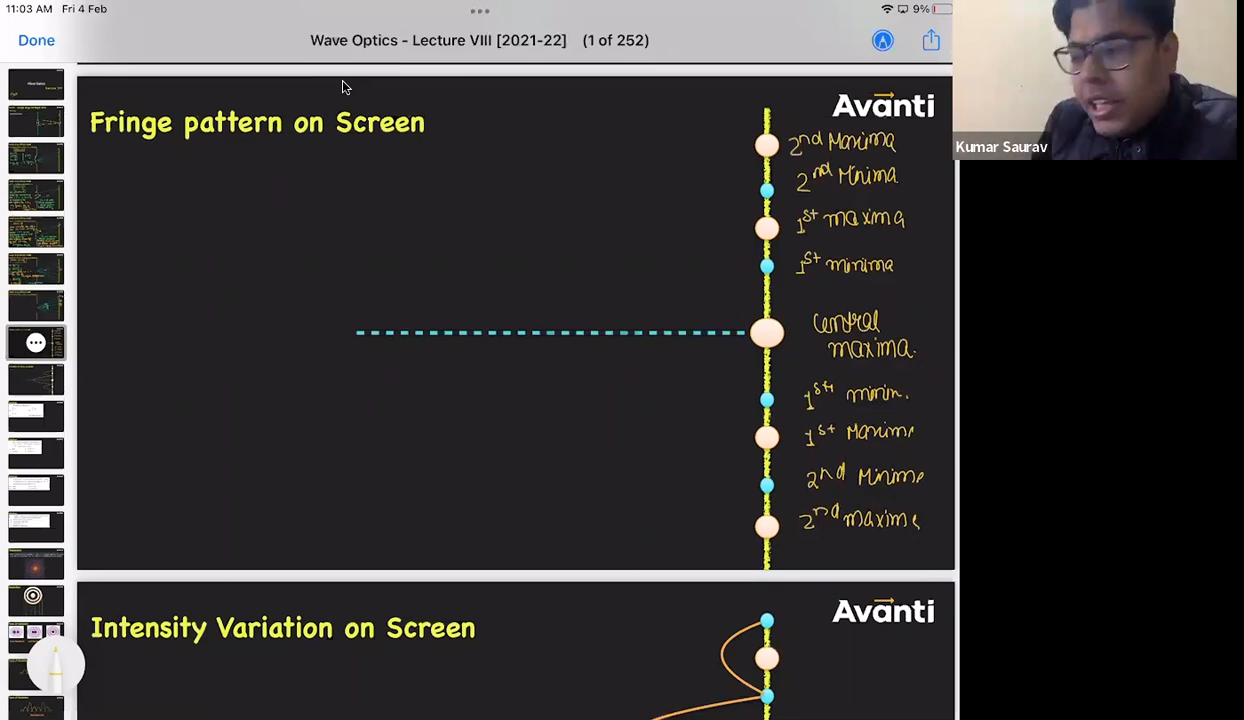 11:03 AM Fri 4 Feb
9%
Done
Wave Optics - Lecture VIII [2021-22] (1 of 252)
Fringe pattern on Screen
Avanti
2nd Maxima
2nd Minima
1st maxima
1st minima
central
maxima.
1st minim.
1st Maxima
2nd Minima
2nd maxima
Kumar Saurav
Intensity Variation on Screen
Avanti